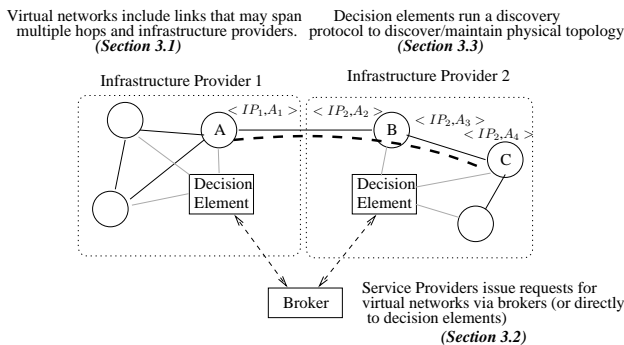 Virtual networks include links that may span
multiple hops and infrastructure providers.
(Section 3.1)
Decision elements run a discovery
protocol to discover/maintain physical topology
(Section 3.3)
Infrastructure Provider 1
Infrastructure Provider 2
< IP1,A1 >
< IP2,A2 >
< IP2,A3 >
< IP2,A4 >
A
B
C
Decision
Element
Decision
Element
Broker
Service Providers issue requests for
virtual networks via brokers (or directly
to decision elements)
(Section 3.2)